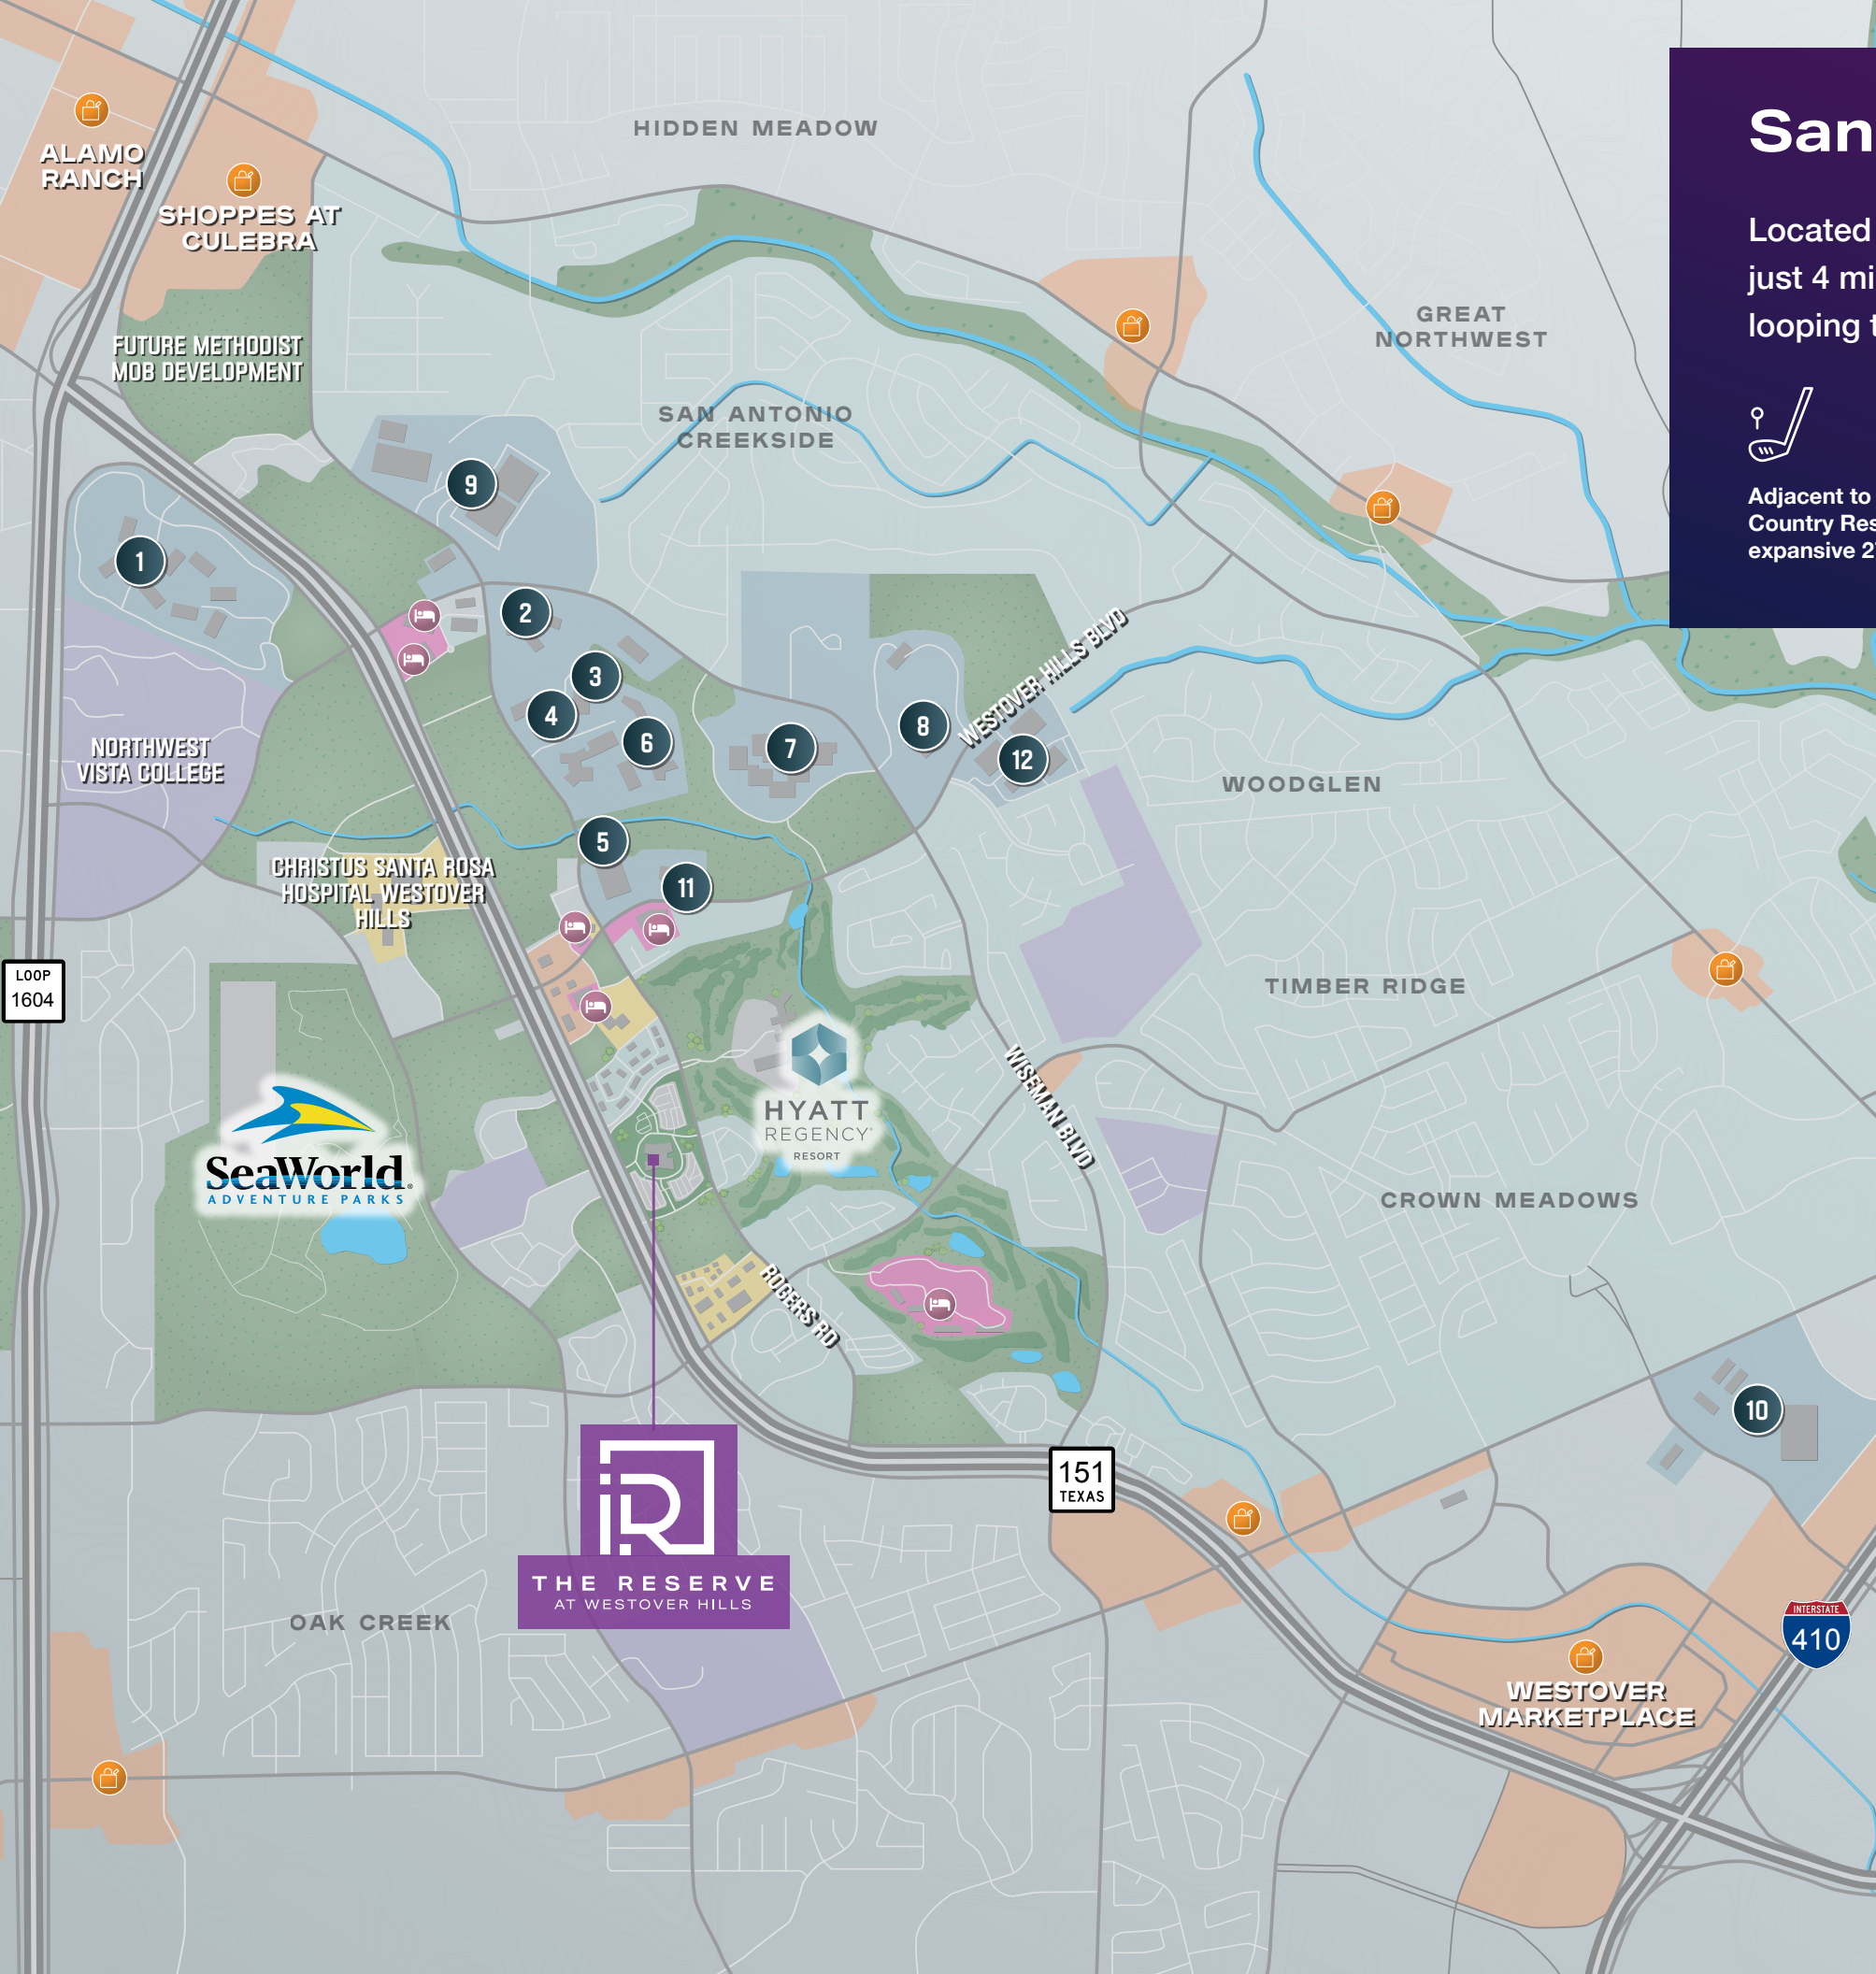 HIDDEN MEADOW
ALAMO
RANCH
SHOPPES AT
CULEBRA
San
Located
just 4 mi
looping t
Adjacent to
Country Res
expansive 2
GREAT
NORTHWEST
FUTURE METHODIST
MOB DEVELOPMENT
SAN ANTONIO
CREEKSIDE
9
1
2
3
4
6
7
8
12
WESTOVER HILLS BLVD
NORTHWEST
VISTA COLLEGE
WOODGLEN
5
11
CHRISTUS SANTA ROSA
HOSPITAL WESTOVER
HILLS
LOOP
1604
TIMBER RIDGE
HYATT
REGENCY®
RESORT
WISEMAN BLVD
SeaWorld®
ADVENTURE PARKS
CROWN MEADOWS
ROGERS RD
10
151
TEXAS
R
THE RESERVE
AT WESTOVER HILLS
OAK CREEK
INTERSTATE
410
WESTOVER
MARKETPLACE